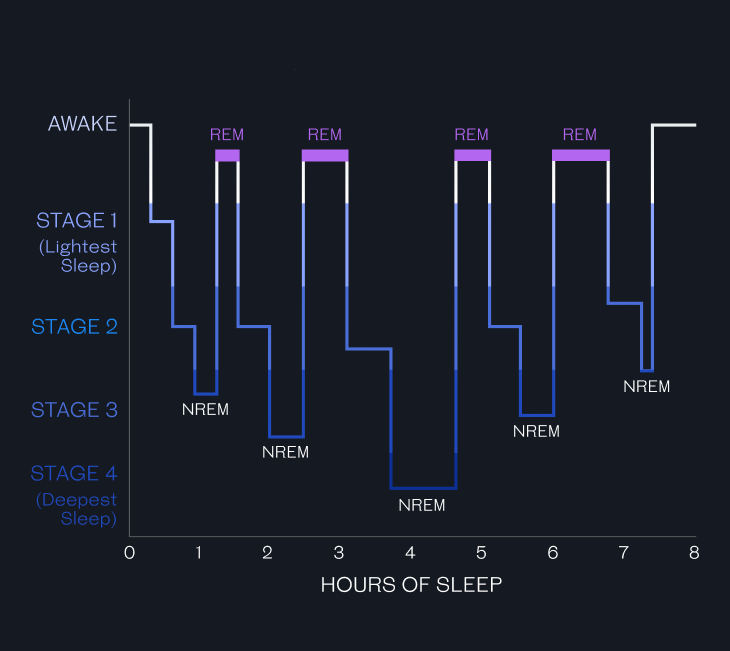 AWAKE
REM
REM
REM
REM
STAGE 1
(Lightest
Sleep)
STAGE 2
NREM
STAGE 3
NREM
NREM
NREM
STAGE 4
(Deepest
Sleep)
NREM
0 1 2 3 4 5 6 7 8
HOURS OF SLEEP